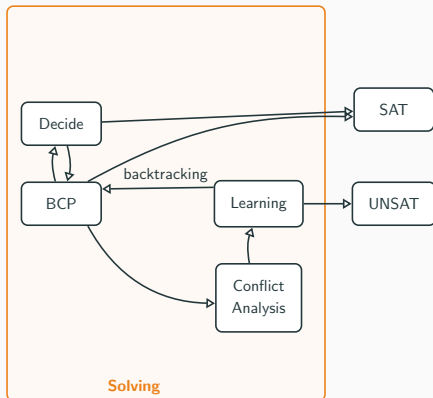 Decide
SAT
backtracking
BCP
Learning
UNSAT
Conflict
Analysis
Solving